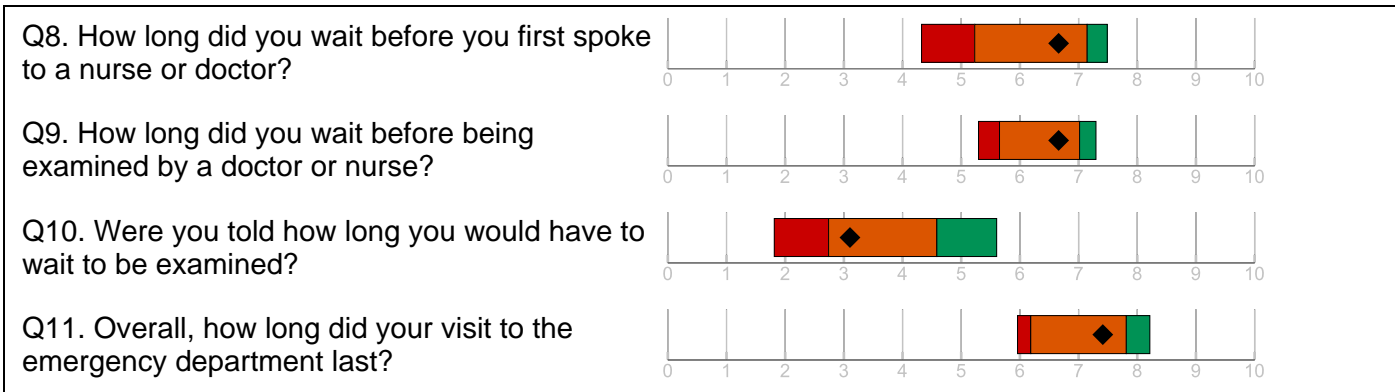 Q8. How long did you wait before you first spoke
to a nurse or doctor?
0 1 2 3 4 5 6 7 8 9 10
Q9. How long did you wait before being
examined by a doctor or nurse?
0 1 2 3 4 5 6 7 8 9 10
Q10. Were you told how long you would have to
wait to be examined?
0 1 2 3 4 5 6 7 8 9 10
Q11. Overall, how long did your visit to the
emergency department last?
0 1 2 3 4 5 6 7 8 9 10